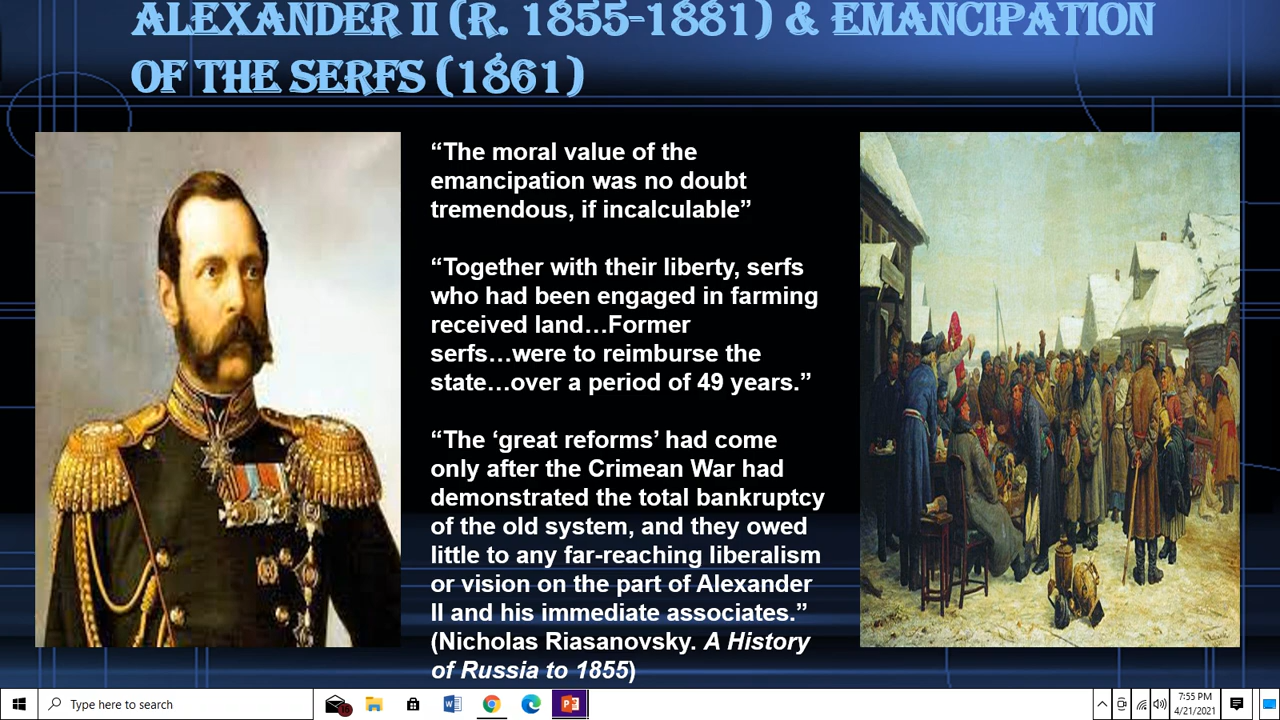 ALEXANDER II (R. 1855-1881) & EMANCIPATION
OF THE SERFS (1861)
“The moral value of the
emancipation was no doubt
tremendous, if incalculable”
“Together with their liberty, serfs
who had been engaged in farming
received land…Former
serfs…were to reimburse the
state…over a period of 49 years.”
“The ‘great reforms’ had come
only after the Crimean War had
demonstrated the total bankruptcy
of the old system, and they owed
little to any far-reaching liberalism
or vision on the part of Alexander
II and his immediate associates.”
(Nicholas Riasanovsky. A History
of Russia to 1855)
Type here to search
7:55 PM
4/21/2021